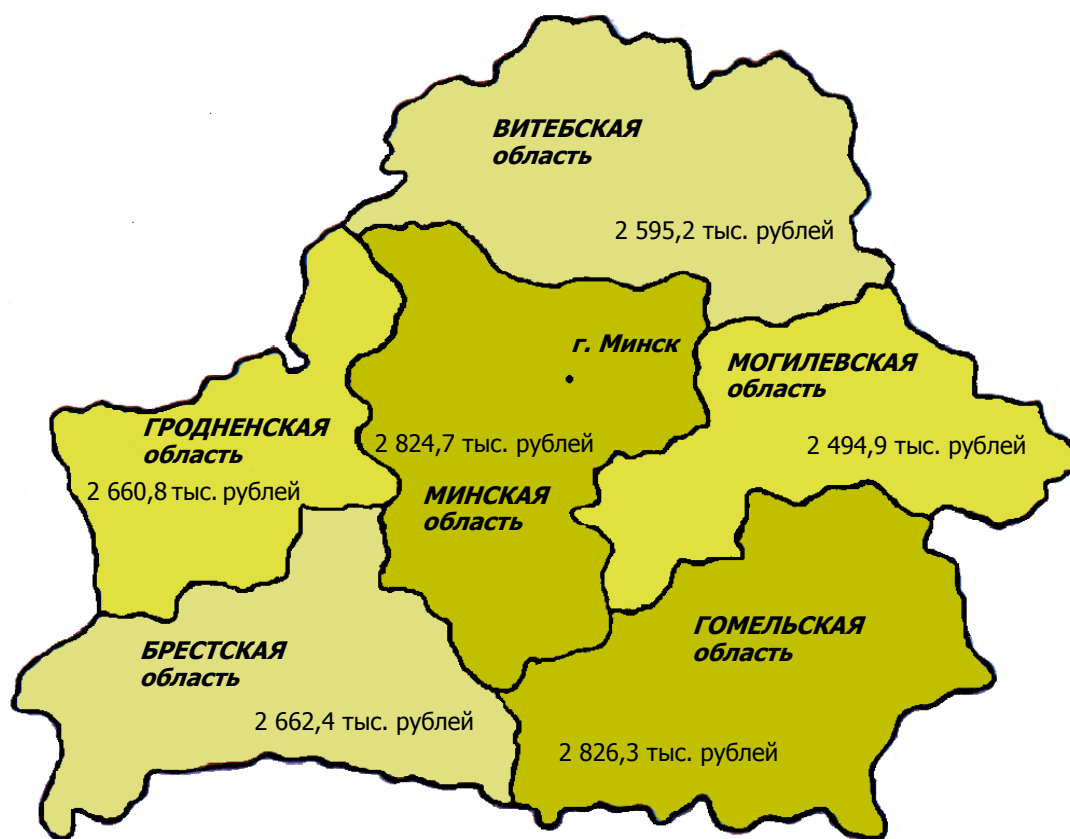 ВИТЕБСКАЯ
область
2 595,2 тыс. рублей
г. Минск
МОГИЛЕВСКАЯ
область
2 494,9 тыс. рублей
ГРОДНЕНСКАЯ
область
2 660,8 тыс. рублей
2 824,7 тыс. рублей
МИНСКАЯ
область
БРЕСТСКАЯ
область
2 662,4 тыс. рублей
ГОМЕЛЬСКАЯ
область
2 826,3 тыс. рублей